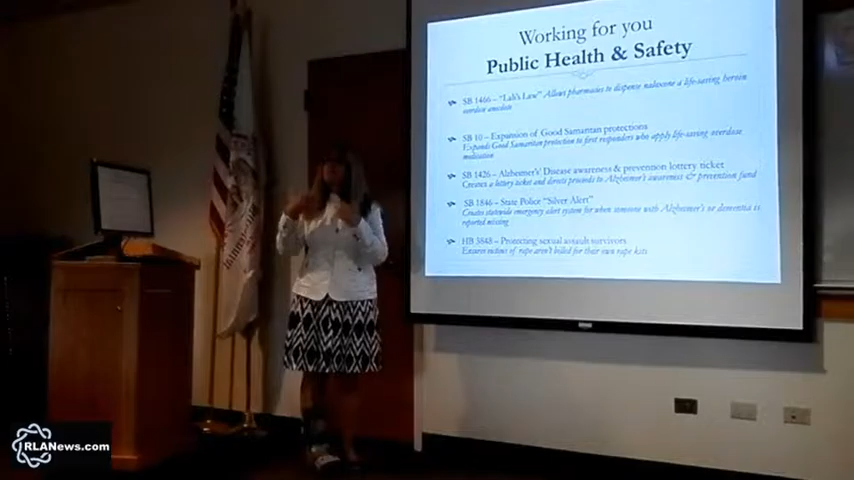 Working for you
Public Health & Safety
SB 1466 – "Lali's Law" Allows pharmacies to dispense naloxone a life-saving heroin
overdose antidote
SB 10 – Expansion of Good Samaritan protections
Expands Good Samaritan protection to first responders who apply life-saving overdose
medication
SB 1426 – Alzheimer's Disease awareness & prevention lottery ticket
Creates a lottery ticket and directs proceeds to Alzheimer's awareness & prevention fund
SB 1846 – State Police "Silver Alert"
Creates statewide emergency alert system for when someone with Alzheimer's or dementia is
reported missing
HB 3848 – Protecting sexual assault survivors
Ensures victims of rape aren't billed for their own rape kits
IRLANews.com